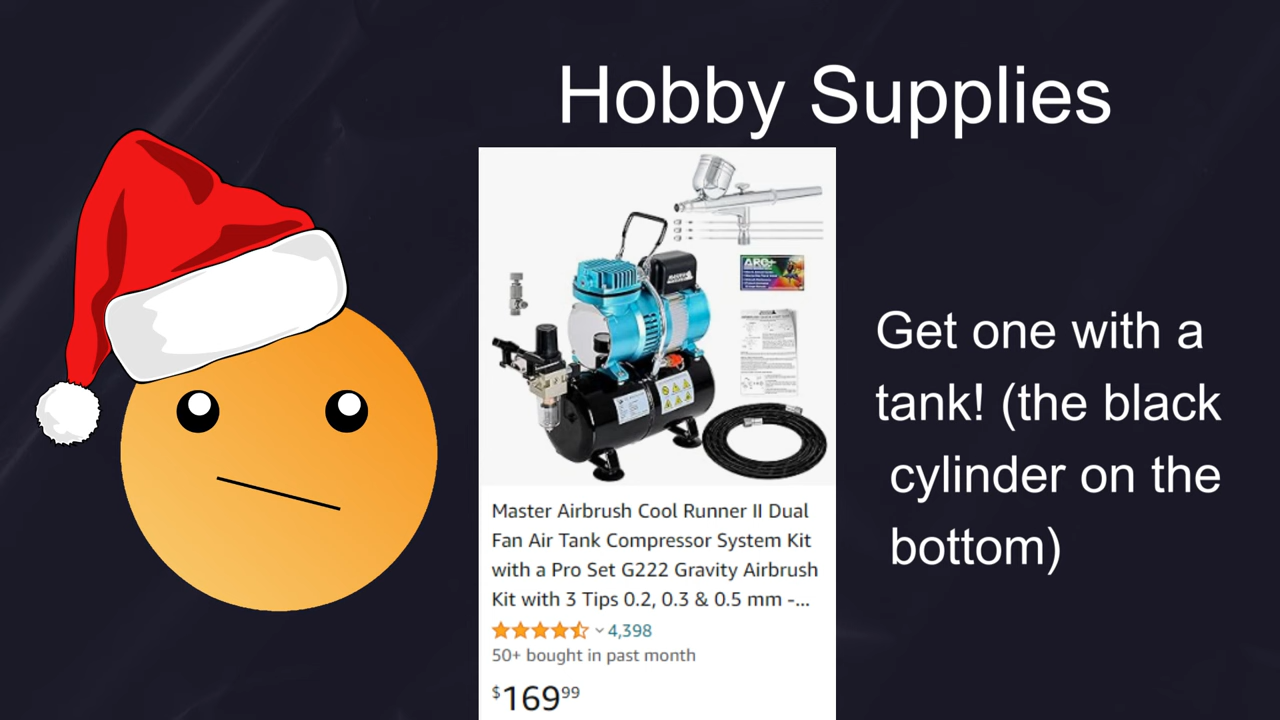 Hobby Supplies
Get one with a
tank! (the black
cylinder on the
bottom)
Master Airbrush Cool Runner II Dual
Fan Air Tank Compressor System Kit
with a Pro Set G222 Gravity Airbrush
Kit with 3 Tips 0.2, 0.3 & 0.5 mm -...
4,398
50+ bought in past month
$169.99